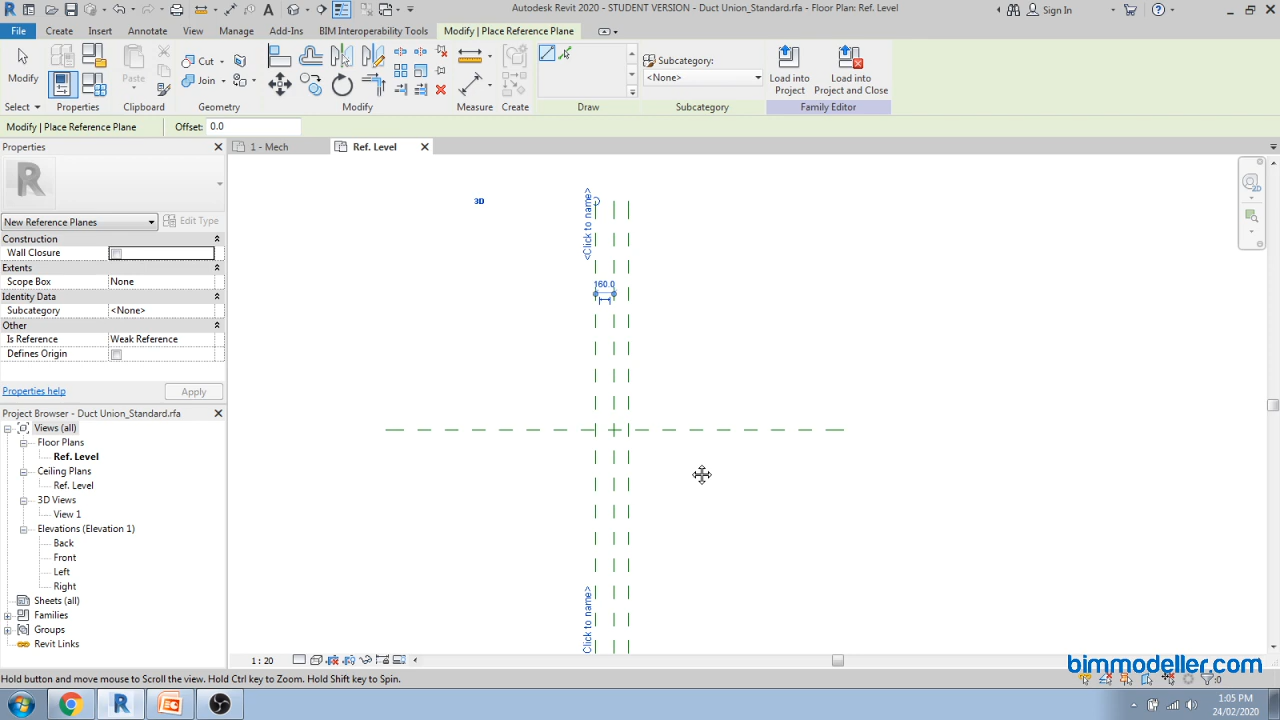 Autodesk Revit 2020 - STUDENT VERSION - Duct Union_Standard.rfa - Floor Plan: Ref. Level
Sign In
File
Create
Insert
Annotate
View
Manage
Add-Ins
BIM Interoperability Tools
Modify | Place Reference Plane
Modify
Paste
Cut
Join
Subcategory:
<None>
Load into
Project
Load into
Project and Close
Select
Properties
Clipboard
Geometry
Modify
Measure
Create
Draw
Subcategory
Family Editor
Modify | Place Reference Plane
Offset: 0.0
Properties
1 - Mech
Ref. Level
R
New Reference Planes
Edit Type
Construction
Wall Closure
Extents
Scope Box None
Identity Data
Subcategory <None>
Other
Is Reference Weak Reference
Defines Origin
Properties help
Apply
Project Browser - Duct Union_Standard.rfa
Views (all)
Floor Plans
Ref. Level
Ceiling Plans
Ref. Level
3D Views
View 1
Elevations (Elevation 1)
Back
Front
Left
Right
Sheets (all)
Families
Groups
Revit Links
3D
<Click to name>
160.0
Click to name>
2D
1 : 20
bimmodeller.com
Hold button and move mouse to Scroll the view. Hold Ctrl key to Zoom. Hold Shift key to Spin.
:0
1:05 PM
24/02/2020